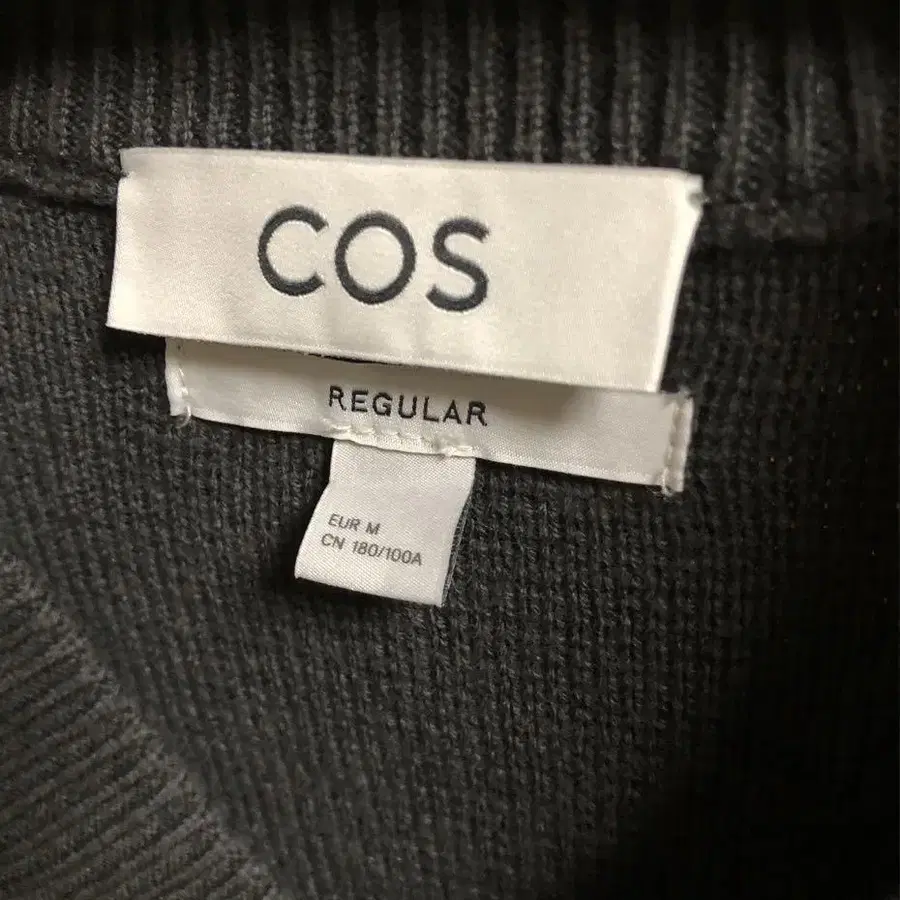 COS
REGULAR
EUR M
CN 180/100A